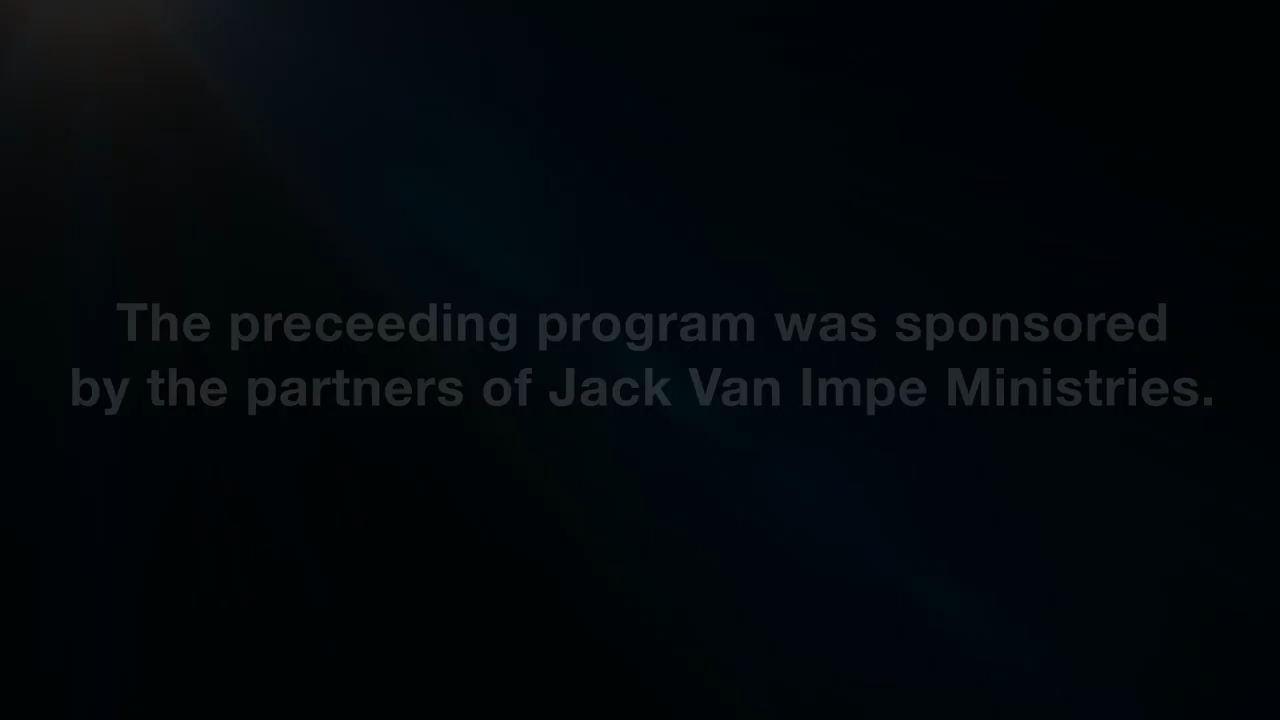 The preceeding program was sponsored
by the partners of Jack Van Impe Ministries.